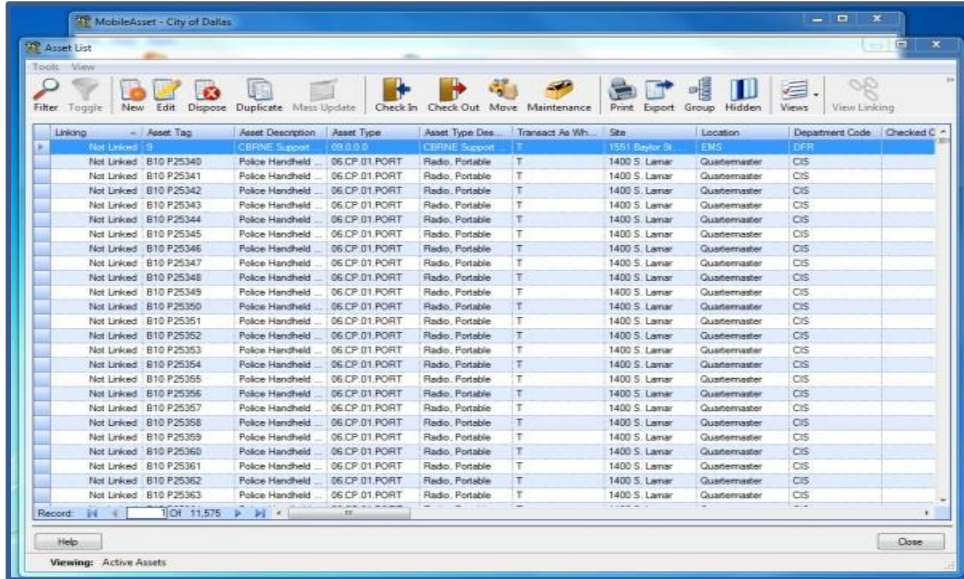 MobileAsset - City of Dallas
Asset List
Tools View
Filter Toggle New Edit Dispose Duplicate Mass Update Check In Check Out Move Maintenance Print Export Group Hidden Views View Linking
Linking Asset Tag Asset Description Asset Type Asset Type Des... Transact As Wh... Site Location Department Code Checked C
Not Linked 9 CBRNE Support ... 09.0.0.0 CBRNE Support ... T 1551 Baylor St. ... EMS DFR
Not Linked B10 P25340 Police Handheld ... 06.CP.01.PORT Radio, Portable T 1400 S. Lamar Quartermaster CIS
Not Linked B10 P25341 Police Handheld ... 06.CP.01.PORT Radio, Portable T 1400 S. Lamar Quartermaster CIS
Not Linked B10 P25342 Police Handheld ... 06.CP.01.PORT Radio, Portable T 1400 S. Lamar Quartermaster CIS
Not Linked B10 P25343 Police Handheld ... 06.CP.01.PORT Radio, Portable T 1400 S. Lamar Quartermaster CIS
Not Linked B10 P25344 Police Handheld ... 06.CP.01.PORT Radio, Portable T 1400 S. Lamar Quartermaster CIS
Not Linked B10 P25345 Police Handheld ... 06.CP.01.PORT Radio, Portable T 1400 S. Lamar Quartermaster CIS
Not Linked B10 P25346 Police Handheld ... 06.CP.01.PORT Radio, Portable T 1400 S. Lamar Quartermaster CIS
Not Linked B10 P25347 Police Handheld ... 06.CP.01.PORT Radio, Portable T 1400 S. Lamar Quartermaster CIS
Not Linked B10 P25348 Police Handheld ... 06.CP.01.PORT Radio, Portable T 1400 S. Lamar Quartermaster CIS
Not Linked B10 P25349 Police Handheld ... 06.CP.01.PORT Radio, Portable T 1400 S. Lamar Quartermaster CIS
Not Linked B10 P25350 Police Handheld ... 06.CP.01.PORT Radio, Portable T 1400 S. Lamar Quartermaster CIS
Not Linked B10 P25351 Police Handheld ... 06.CP.01.PORT Radio, Portable T 1400 S. Lamar Quartermaster CIS
Not Linked B10 P25352 Police Handheld ... 06.CP.01.PORT Radio, Portable T 1400 S. Lamar Quartermaster CIS
Not Linked B10 P25353 Police Handheld ... 06.CP.01.PORT Radio, Portable T 1400 S. Lamar Quartermaster CIS
Not Linked B10 P25354 Police Handheld ... 06.CP.01.PORT Radio, Portable T 1400 S. Lamar Quartermaster CIS
Not Linked B10 P25355 Police Handheld ... 06.CP.01.PORT Radio, Portable T 1400 S. Lamar Quartermaster CIS
Not Linked B10 P25356 Police Handheld ... 06.CP.01.PORT Radio, Portable T 1400 S. Lamar Quartermaster CIS
Not Linked B10 P25357 Police Handheld ... 06.CP.01.PORT Radio, Portable T 1400 S. Lamar Quartermaster CIS
Not Linked B10 P25358 Police Handheld ... 06.CP.01.PORT Radio, Portable T 1400 S. Lamar Quartermaster CIS
Not Linked B10 P25359 Police Handheld ... 06.CP.01.PORT Radio, Portable T 1400 S. Lamar Quartermaster CIS
Not Linked B10 P25360 Police Handheld ... 06.CP.01.PORT Radio, Portable T 1400 S. Lamar Quartermaster CIS
Not Linked B10 P25361 Police Handheld ... 06.CP.01.PORT Radio, Portable T 1400 S. Lamar Quartermaster CIS
Not Linked B10 P25362 Police Handheld ... 06.CP.01.PORT Radio, Portable T 1400 S. Lamar Quartermaster CIS
Not Linked B10 P25363 Police Handheld ... 06.CP.01.PORT Radio, Portable T 1400 S. Lamar Quartermaster CIS
Record: 1 Of 11,575
Help Close
Viewing: Active Assets